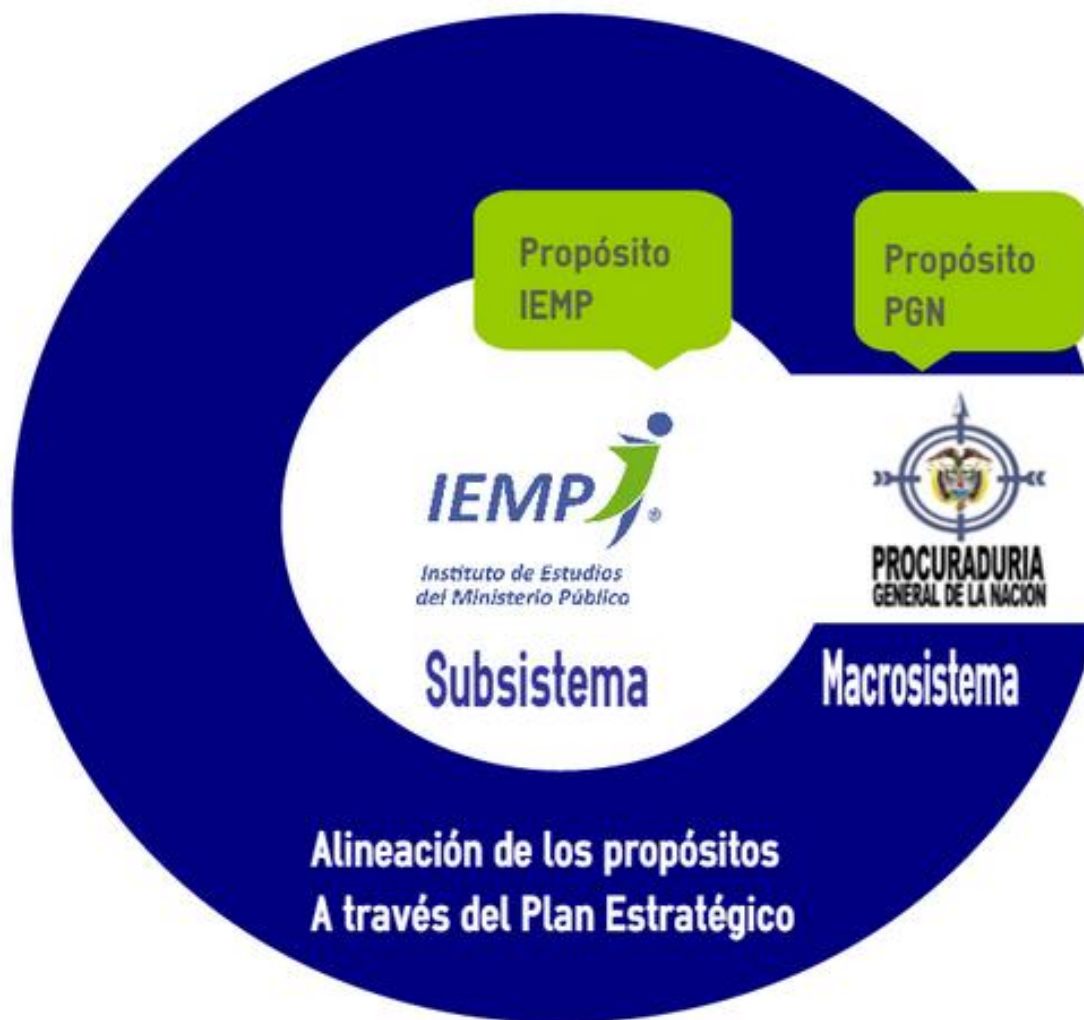 Propósito
IEMP
Propósito
PGN
IEMP®
Instituto de Estudios
del Ministerio Público
PROCURADURIA
GENERAL DE LA NACION
Subsistema
Macrosistema
Alineación de los propósitos
A través del Plan Estratégico